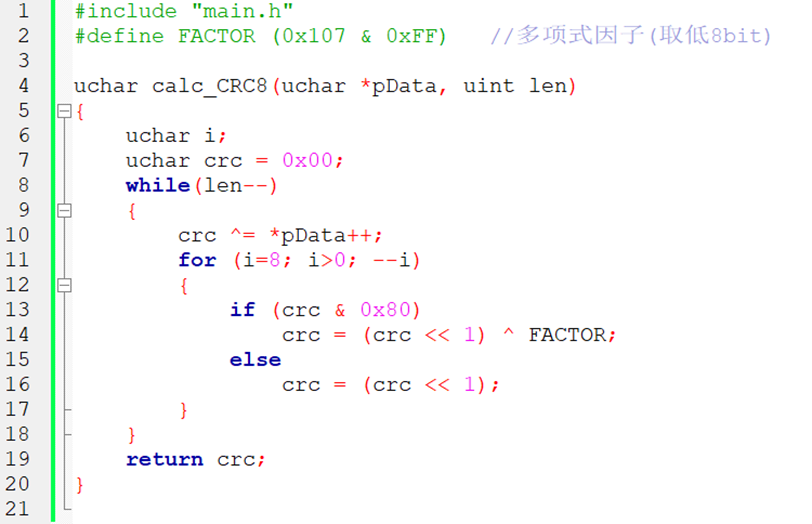 1 #include "main.h"
2 #define FACTOR (0x107 & 0xFF)   //多项式因子(取低8bit)
3
4 uchar calc_CRC8(uchar *pData, uint len)
5 {
6     uchar i;
7     uchar crc = 0x00;
8     while(len--)
9     {
10         crc ^= *pData++;
11         for (i=8; i>0; --i)
12         {
13             if (crc & 0x80)
14                 crc = (crc << 1) ^ FACTOR;
15             else
16                 crc = (crc << 1);
17         }
18     }
19     return crc;
20 }
21